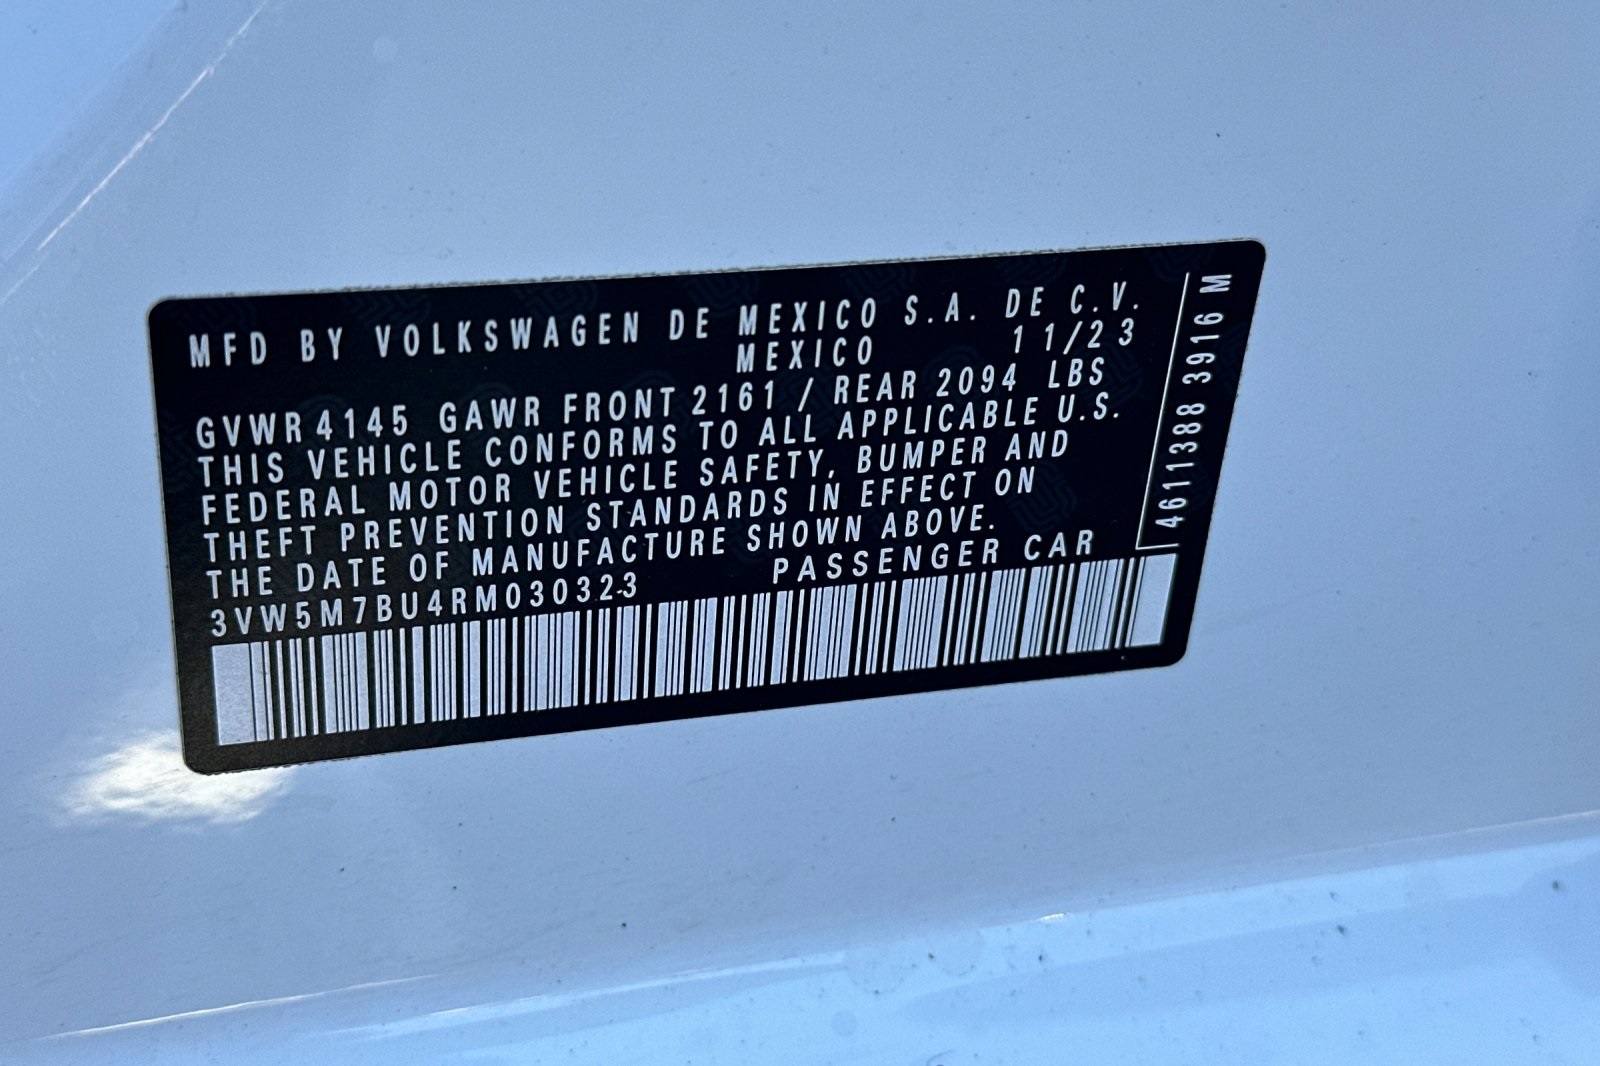 MFD BY VOLKSWAGEN DE MEXICO S.A. DE C.V.
MEXICO 11/23
GVWR 4145 GAWR FRONT 2161 / REAR 2094 LBS
THIS VEHICLE CONFORMS TO ALL APPLICABLE U.S.
FEDERAL MOTOR VEHICLE SAFETY, BUMPER AND
THEFT PREVENTION STANDARDS IN EFFECT ON
THE DATE OF MANUFACTURE SHOWN ABOVE.
3VW5M7BU4RM030323 PASSENGER CAR
4611388 3916 M